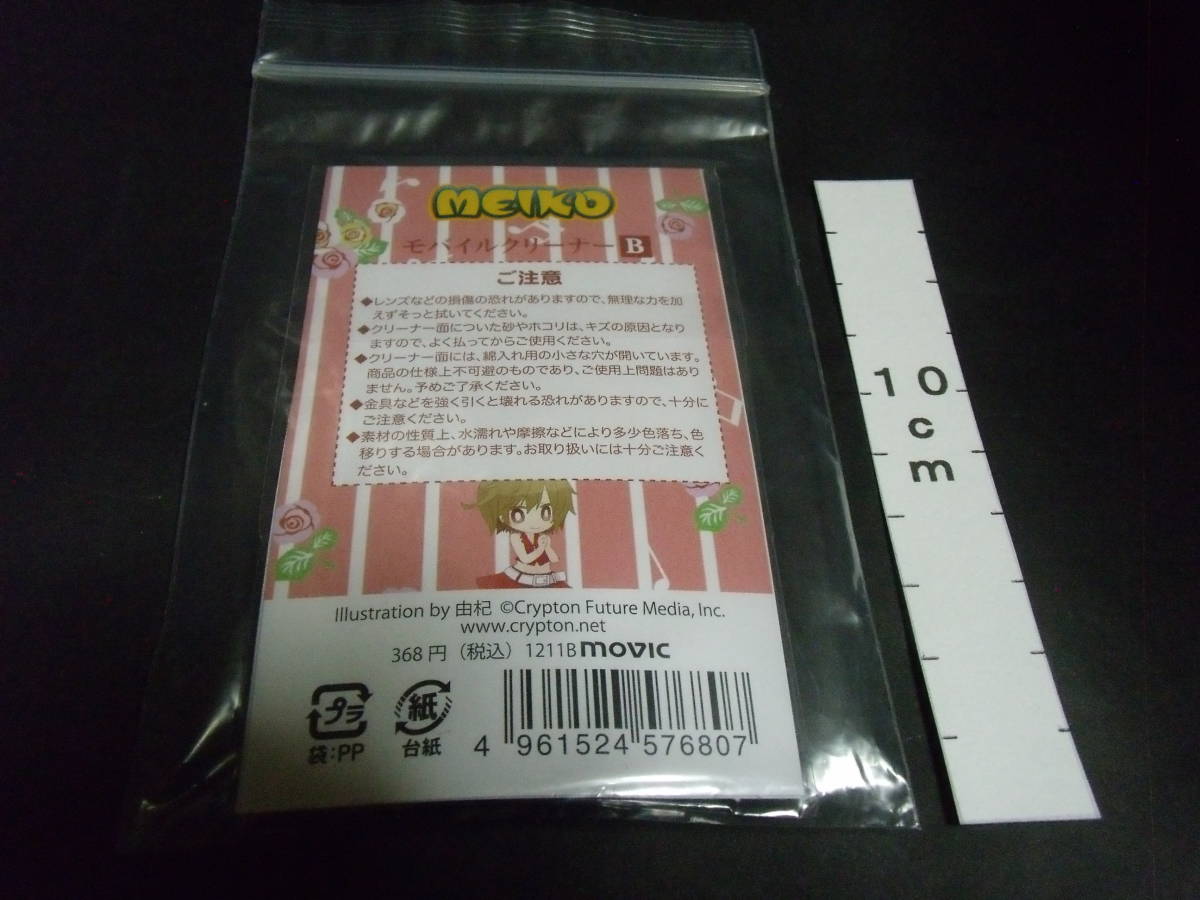 MEIKO
モバイルクリーナー B
ご注意
◆レンズなどの損傷の恐れがありますので、無理な力を加
えずそっと拭いてください。
◆クリーナー面についた砂やホコリは、キズの原因となり
ますので、よく払ってからご使用ください。
◆クリーナー面には、綿入れ用の小さな穴が開いています。
商品の仕様上不可避のものであり、ご使用上問題はあり
ません。予めご了承ください。
◆金具などを強く引くと壊れる恐れがありますので、十分に
ご注意ください。
◆素材の性質上、水濡れや摩擦などにより多少色落ち、色
移りする場合があります。お取り扱いには十分ご注意く
ださい。
Illustration by 由杞 ©Crypton Future Media, Inc.
www.crypton.net
368円（税込）1211B movic
プラ
袋:PP
紙
台紙
4 961524 576807
10
cm